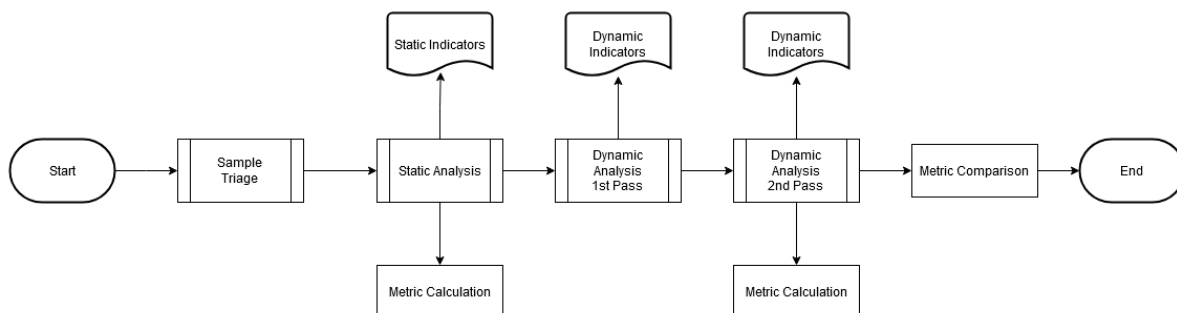 Static Indicators
Dynamic
Indicators
Dynamic
Indicators
Start
Sample
Triage
Static Analysis
Dynamic
Analysis
1st Pass
Dynamic
Analysis
2nd Pass
Metric Comparison
End
Metric Calculation
Metric Calculation